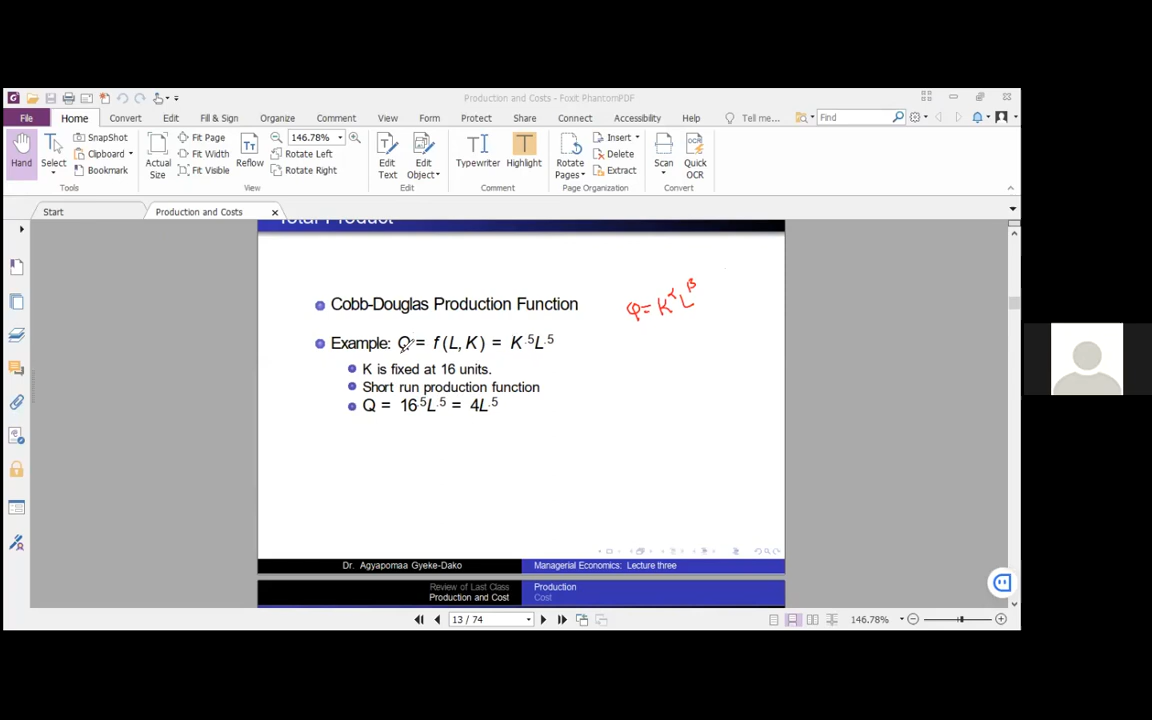 Production and Costs - Foxit PhantomPDF
File Home Convert Edit Fill & Sign Organize Comment View Form Protect Share Connect Accessibility Help Tell me... Find
Hand
Select
SnapShot
Clipboard
Bookmark
Tools
Actual Size
Fit Page
Fit Width
Fit Visible
Reflow
146.78%
Rotate Left
Rotate Right
View
Edit Text
Edit Object
Edit
Typewriter
Highlight
Comment
Rotate Pages
Insert
Delete
Extract
Page Organization
Scan
Quick OCR
Convert
Start
Production and Costs
Total Product
Cobb-Douglas Production Function
Q = K^α L^β
Example: Q = f (L, K) = K^.5 L^.5
K is fixed at 16 units.
Short run production function
Q = 16^.5 L^.5 = 4L^.5
Dr. Agyapomaa Gyeke-Dako
Managerial Economics: Lecture three
Review of Last Class
Production and Cost
Production
Cost
13 / 74
146.78%